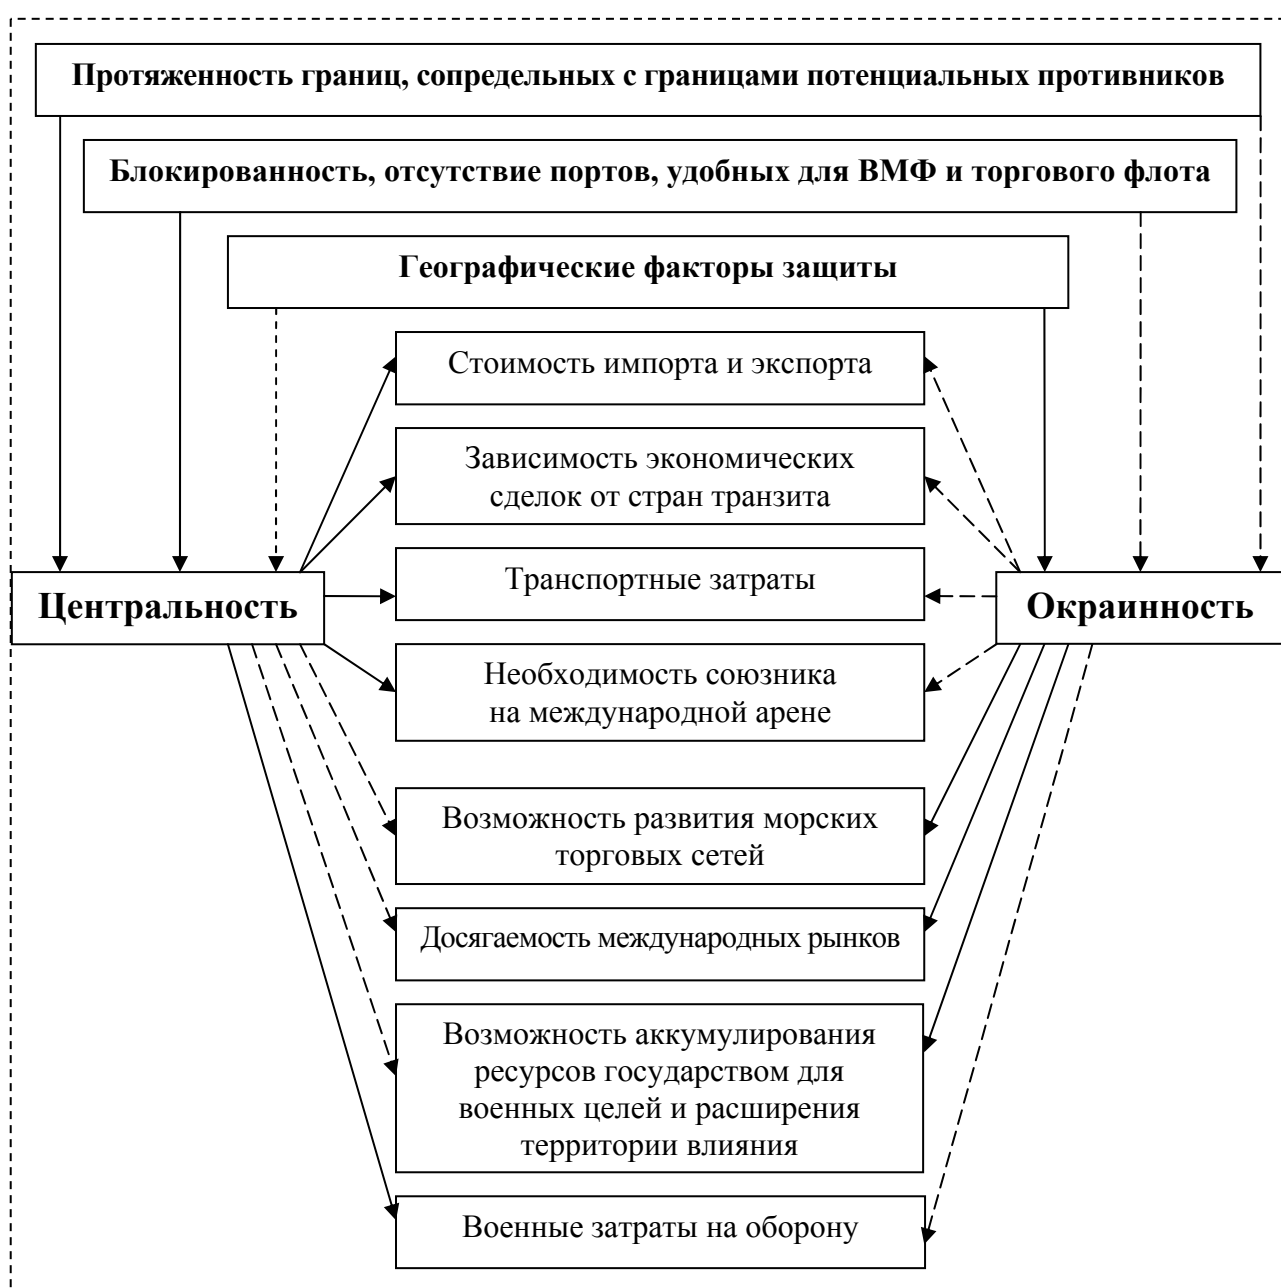 Протяженность границ, сопредельных с границами потенциальных противников
Блокированность, отсутствие портов, удобных для ВМФ и торгового флота
Географические факторы защиты
Стоимость импорта и экспорта
Зависимость экономических
сделок от стран транзита
Транспортные затраты
Центральность
Окраинность
Необходимость союзника
на международной арене
Возможность развития морских
торговых сетей
Досягаемость международных рынков
Возможность аккумулирования
ресурсов государством для
военных целей и расширения
территории влияния
Военные затраты на оборону